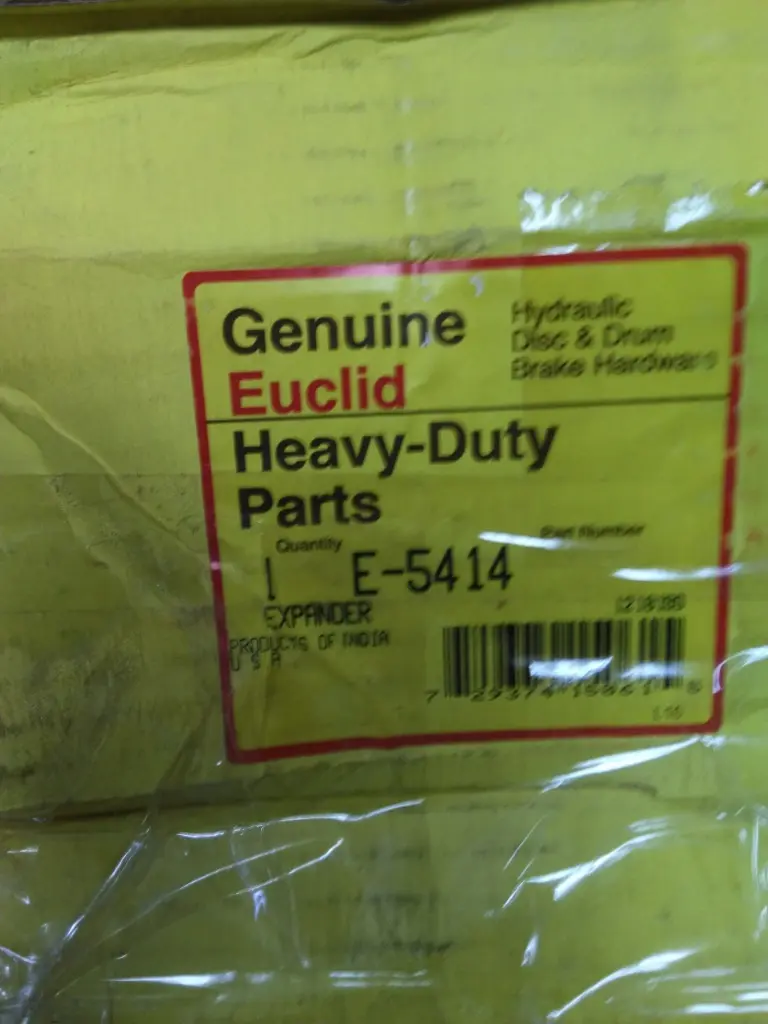 Genuine
Euclid
Hydraulic
Disc & Drum
Brake Hardware
Heavy-Duty
Parts
Quantity
Part Number
1 E-5414
EXPANDER
PRODUCTS OF INDIA
U S A